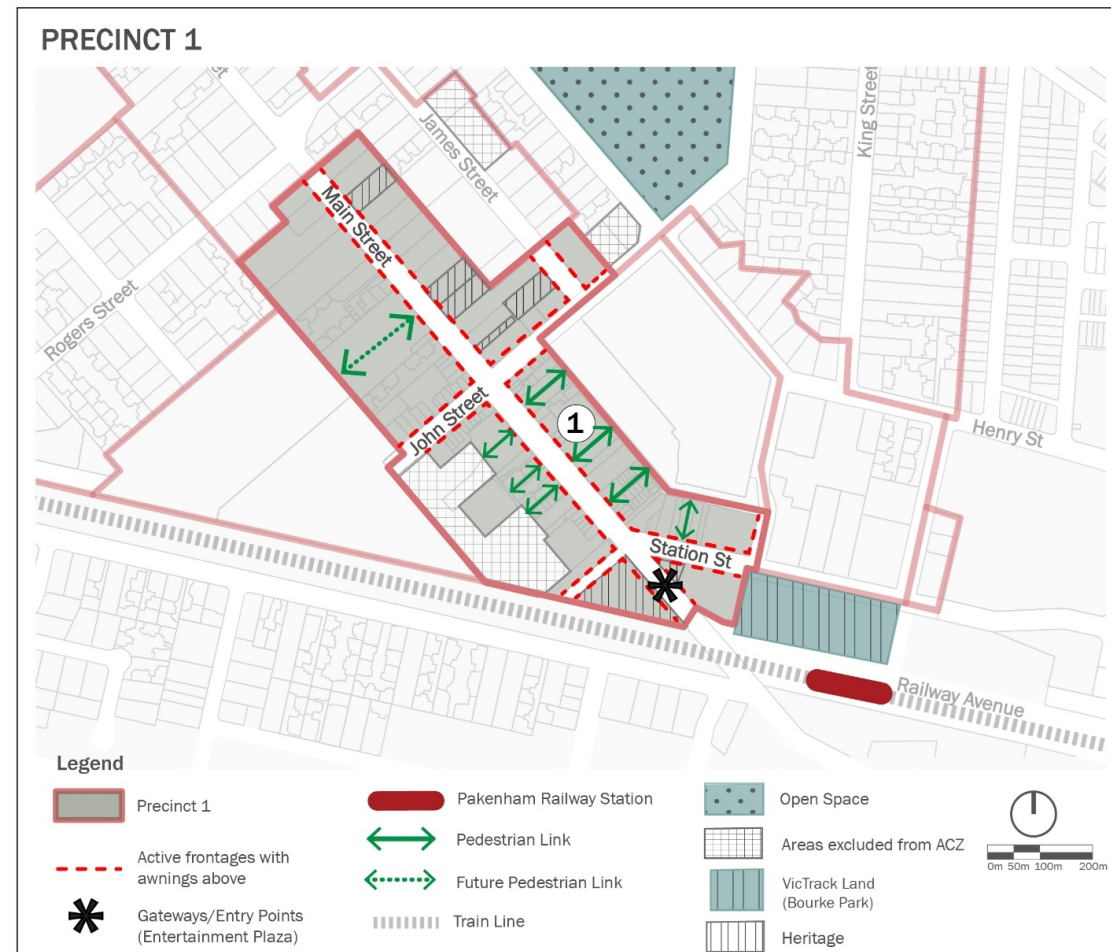 PRECINCT 1
James Street
King Street
Main Street
Rogers Street
John Street
1
Henry St
Station St
Railway Avenue
Legend
Precinct 1
Active frontages with
awnings above
Gateways/Entry Points
(Entertainment Plaza)
Pakenham Railway Station
Pedestrian Link
Future Pedestrian Link
Train Line
Open Space
Areas excluded from ACZ
VicTrack Land
(Bourke Park)
Heritage
0m 50m 100m 200m